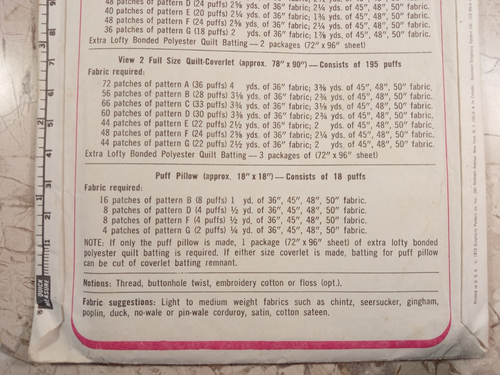 48 patches of pattern D (24 puffs) 2⅝ yds. of 36" fabric; 2⅛ yds. of 45", 48", 50" fabric.
40 patches of pattern E (20 puffs) 2¼ yds. of 36" fabric;
48 patches of pattern F (24 puffs) yds. of 36" fabric; yds. of 45", 48", 50" fabric.
36 patches of pattern G (18 puffs) 2 yds. of 36" fabric; yds. of 45", 48", 50" fabric.
Extra Lofty Bonded Polyester Quilt Batting — 2 packages (72" x 96" sheet)
View 2 Full Size Quilt-Coverlet (approx. 78" x 90") — Consists of 195 puffs
Fabric required:
72 patches of pattern A (36 puffs) 4 yds. of 36" fabric; 3⅜ yds. of 45", 48", 50" fabric,
56 patches of pattern B (28 puffs) 3⅛ yds. of 36" fabric; 2⅝ yds. of 45", 48", 50" fabric.
66 patches of pattern C (33 puffs) 3¾ yds. of 36" fabric; 3⅛ yds. of 45", 48", 50" fabric.
60 patches of pattern D (30 puffs) 3⅜ yds. of 36" fabric; 2¾ yds. of 45", 48", 50" fabric.
44 patches of pattern E (22 puffs) 2½ yds. of 36" fabric; 2 yds. of 45", 48", 50" fabric.
48 patches of pattern F (24 puffs) 2⅝ yds. of 36" fabric; 2¼ yds. of 45", 48", 50" fabric.
44 patches of pattern G (22 puffs) 2½ yds. of 36" fabric; 2 yds. of 45", 48", 50" fabric.
Extra Lofty Bonded Polyester Quilt Batting — 3 packages of (72" x 96" sheet)
Puff Pillow (approx. 18" x 18") — Consists of 18 puffs
Fabric required:
16 patches of pattern B (8 puffs) 1 yd. of 36", 45", 48", 50" fabric.
8 patches of pattern D (4 puffs) ½ yd. of 36", 45", 48", 50" fabric.
8 patches of pattern F (4 puffs) ½ yd. of 36", 45", 48", 50" fabric.
4 patches of pattern G (2 puffs) ¼ yd. of 36", 45", 48", 50" fabric.
NOTE: If only the puff pillow is made, 1 package (72" x 96" sheet) of extra lofty bonded
polyester quilt batting is required. If either size coverlet is made, batting for puff pillow
can be cut of coverlet batting remnant.
Notions: Thread, buttonhole twist, embroidery cotton or floss (opt.).
Fabric suggestions: Light to medium weight fabrics such as chintz, seersucker, gingham,
poplin, duck, no-wale or pin-wale corduroy, satin, cotton sateen.
QUICK
MEASURE